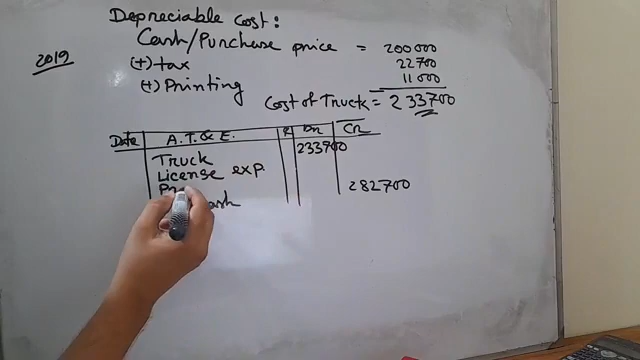 Depreciable Cost:
2019
Cash/Purchase price = 200000
(+) tax 22700
(+) Printing 11000
Cost of Truck = 233700
Date A.T. & E. R Dr Cr
Truck 233700
License exp.
282700